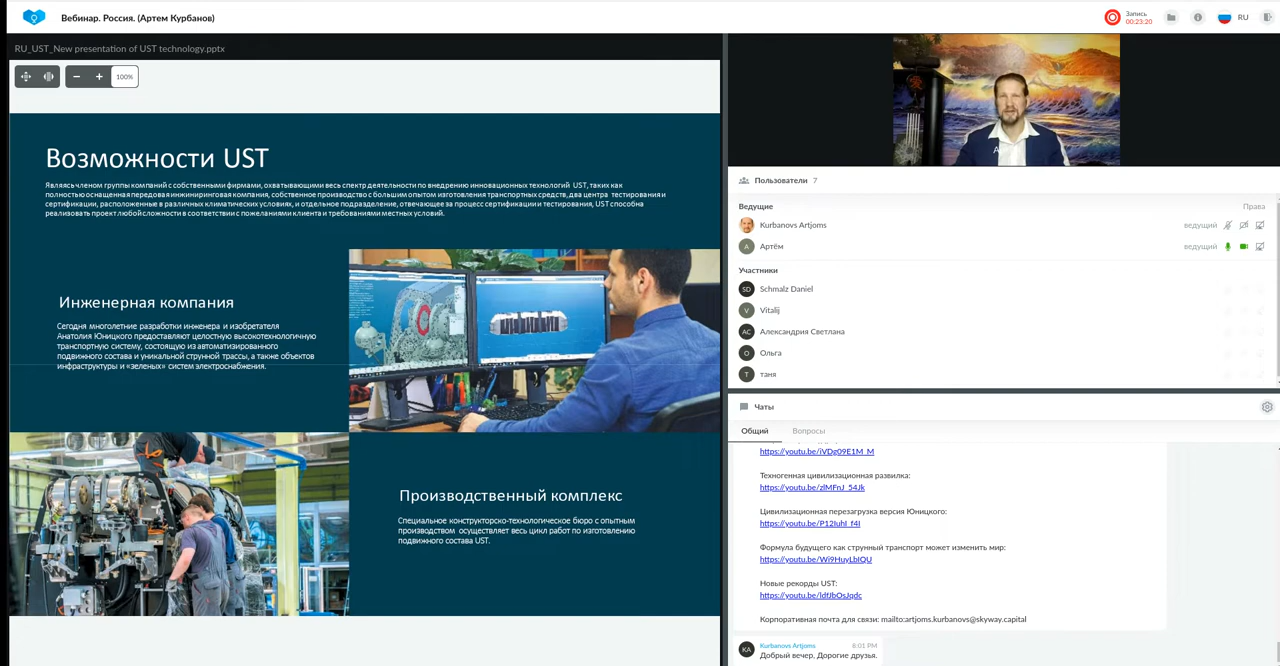 Вебинар. Россия. (Артем Курбанов)
Запись
00:23:20
RU
RU_UST_New presentation of UST technology.pptx
100%
Возможности UST
Являясь членом группы компаний с собственными фирмами, охватывающими весь спектр деятельности по внедрению инновационных технологий UST, таких как
полностью оснащенная передовая инжиниринговая компания, собственное производство с большим опытом изготовления транспортных средств, два центра тестирования и
сертификации, расположенные в различных климатических условиях, и отдельное подразделение, отвечающее за процесс сертификации и тестирования, UST способна
реализовать проект любой сложности в соответствии с пожеланиями клиента и требованиями местных условий.
Инженерная компания
Сегодня многолетние разработки инженера и изобретателя
Анатолия Юницкого предоставляют целостную высокотехнологичную
транспортную систему, состоящую из автоматизированного
подвижного состава и уникальной струнной трассы, а также объектов
инфраструктуры и «зеленых» систем электроснабжения.
Производственный комплекс
Специальное конструкторско-технологическое бюро с опытным
производством осуществляет весь цикл работ по изготовлению
подвижного состава UST.
Пользователи 7
Ведущие
Права
Kurbanovs Artjoms
ведущий
А
Артём
ведущий
Участники
SD
Schmalz Daniel
V
Vitalij
АС
Александрия Светлана
О
Ольга
Т
таня
Чаты
Общий
Вопросы
https://youtu.be/iVDg09E1M_M
Техногенная цивилизационная развилка:
https://youtu.be/zlMFnJ_54Jk
Цивилизационная перезагрузка версия Юницкого:
https://youtu.be/P12Iuhl_f4I
Формула будущего как струнный транспорт может изменить мир:
https://youtu.be/Wi9HuyLbIQU
Новые рекорды UST:
https://youtu.be/ldfJbOsJqdc
Корпоративная почта для связи: mailto:artjoms.kurbanovs@skyway.capital
KA
Kurbanovs Artjoms
8:01 PM
Добрый вечер, Дорогие друзья.